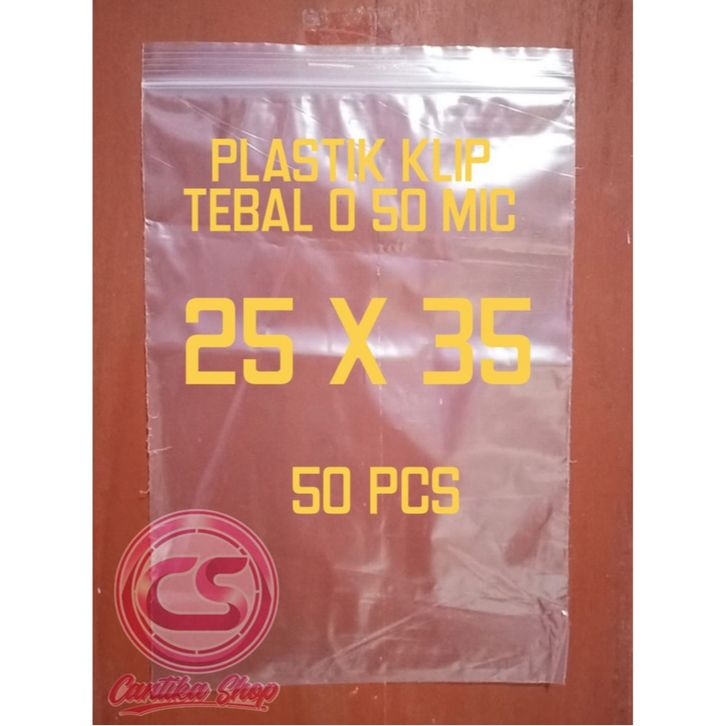 PLASTIK KLIP
TEBAL 0 50 MIC
25 X 35
50 PCS
CS
Cantika Shop